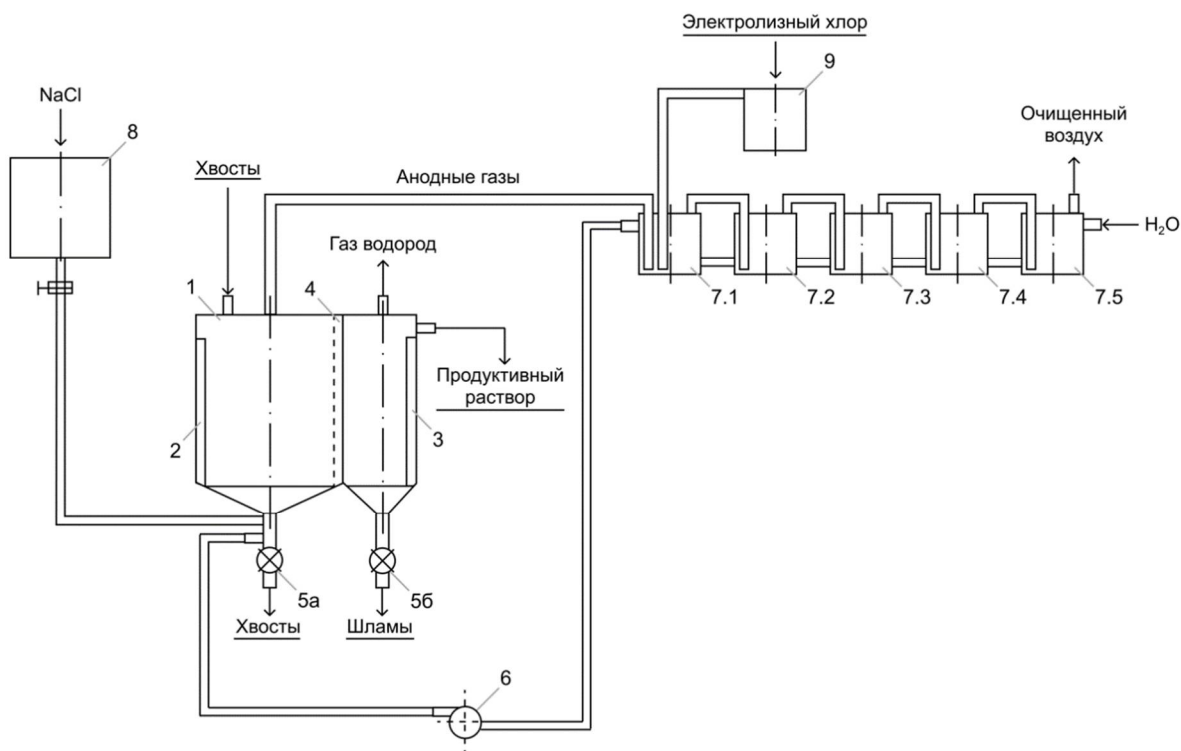 Электролизный хлор
9
NaCl
8
Очищенный
воздух
Хвосты
Анодные газы
H₂O
Газ водород
1
4
7.1
7.2
7.3
7.4
7.5
Продуктивный
раствор
2
3
5а
5б
Хвосты
Шламы
6